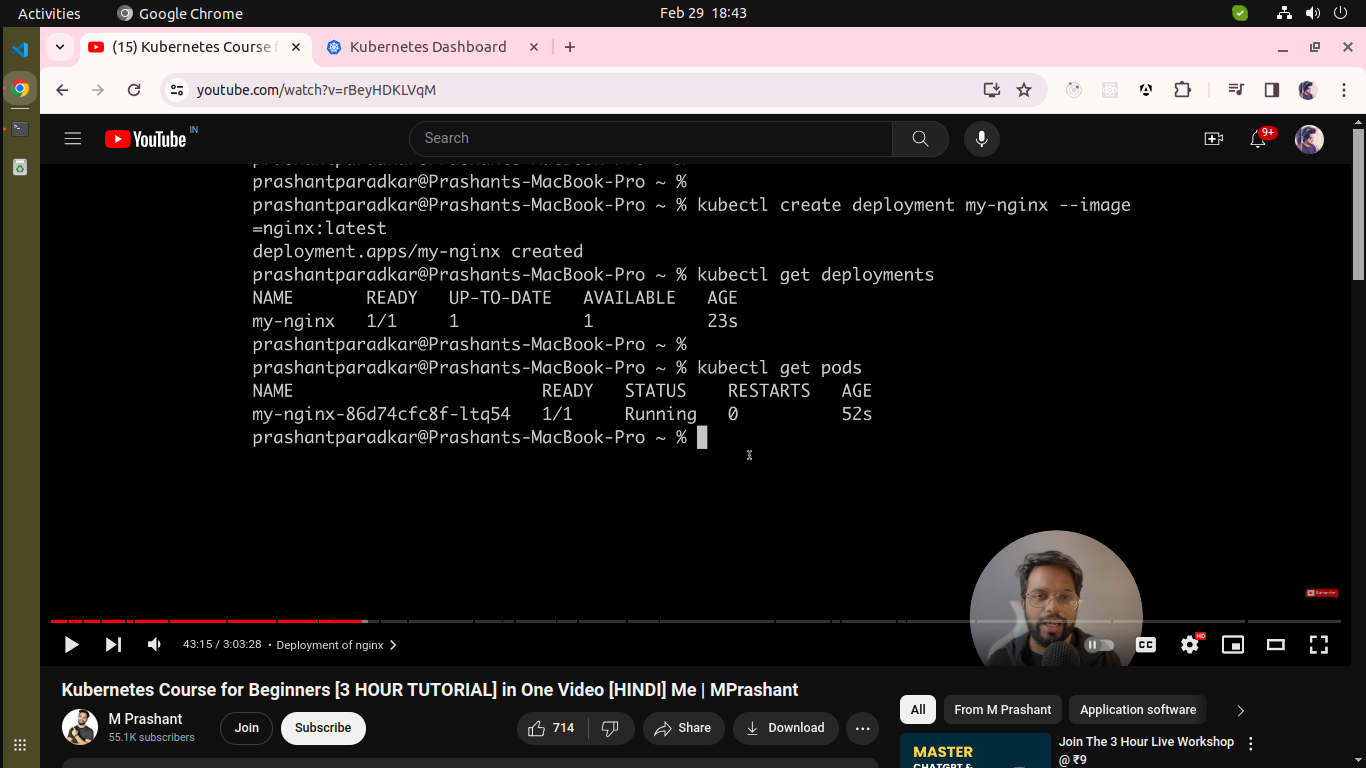 Activities
Google Chrome
Feb 29 18:43
(15) Kubernetes Course f
Kubernetes Dashboard
youtube.com/watch?v=rBeyHDKLVqM
YouTube IN
Search
9+
prashantparadkar@Prashants-MacBook-Pro ~ %
prashantparadkar@Prashants-MacBook-Pro ~ % kubectl create deployment my-nginx --image
=nginx:latest
deployment.apps/my-nginx created
prashantparadkar@Prashants-MacBook-Pro ~ % kubectl get deployments
NAME READY UP-TO-DATE AVAILABLE AGE
my-nginx 1/1 1 1 23s
prashantparadkar@Prashants-MacBook-Pro ~ %
prashantparadkar@Prashants-MacBook-Pro ~ % kubectl get pods
NAME READY STATUS RESTARTS AGE
my-nginx-86d74cfc8f-ltq54 1/1 Running 0 52s
prashantparadkar@Prashants-MacBook-Pro ~ %
Subscribe
43:15 / 3:03:28 • Deployment of nginx
CC
HD
Kubernetes Course for Beginners [3 HOUR TUTORIAL] in One Video [HINDI] Me | MPrashant
M Prashant
55.1K subscribers
Join
Subscribe
714
Share
Download
All
From M Prashant
Application software
MASTER
CHATGPT &
Join The 3 Hour Live Workshop
@ ₹9